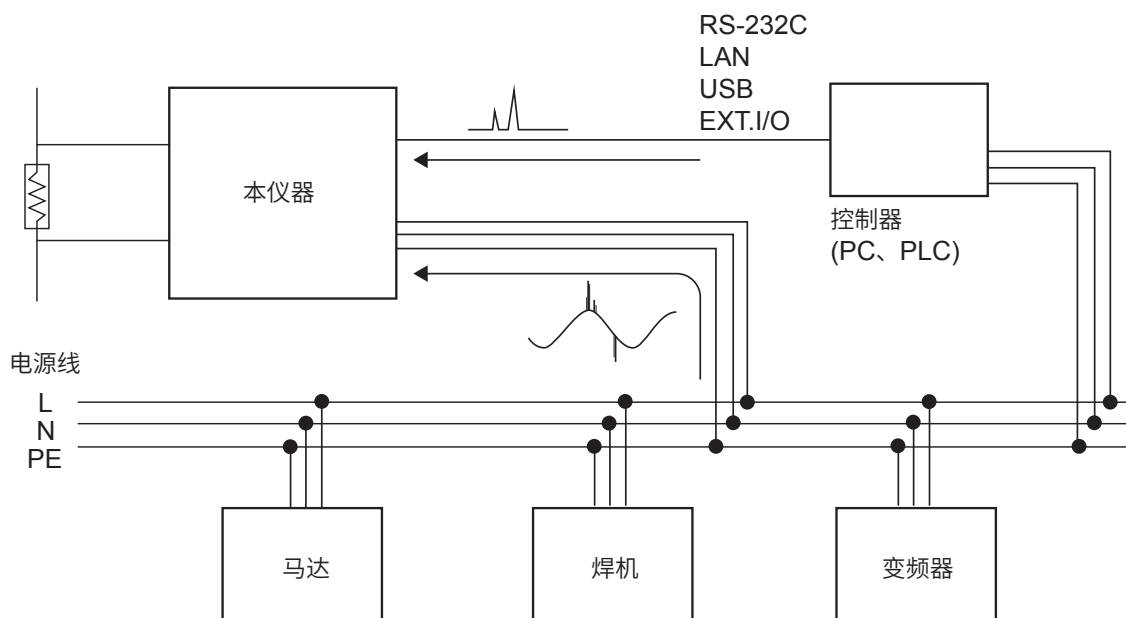 RS-232C
LAN
USB
EXT.I/O
本仪器
控制器
(PC、PLC)
电源线
L
N
PE
马达
焊机
变频器